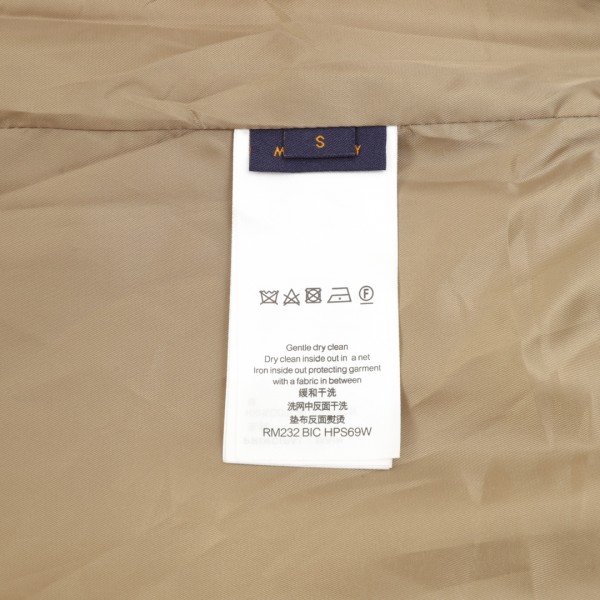 S
M Y
Gentle dry clean
Dry clean inside out in a net
Iron inside out protecting garment
with a fabric in between
缓和干洗
洗网中反面干洗
垫布反面熨烫
RM232 BIC HPS69W
F